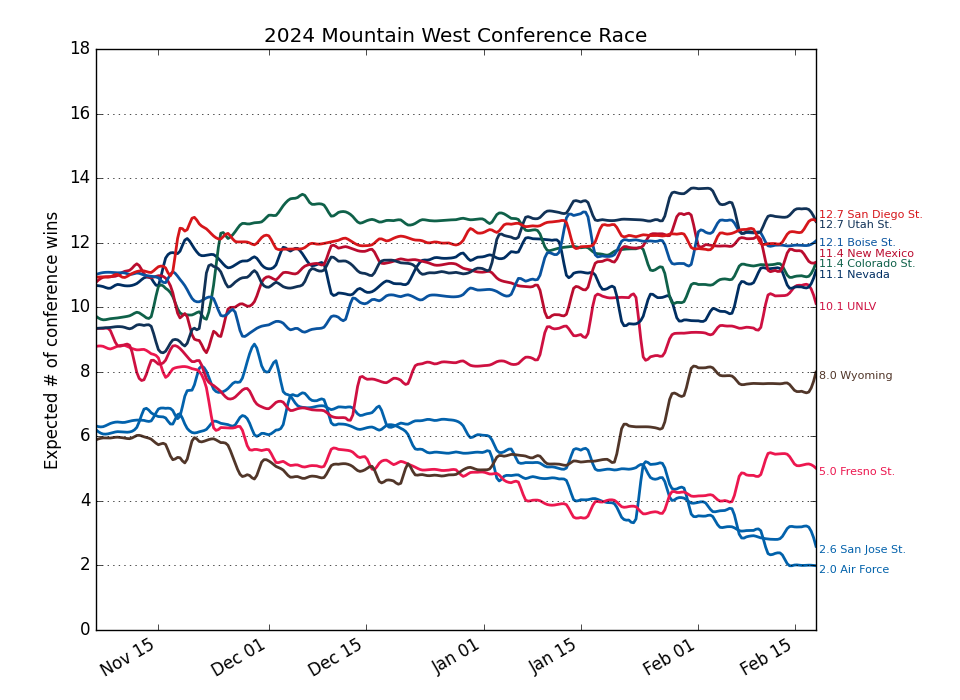 2024 Mountain West Conference Race
Expected # of conference wins
18
16
14
12
10
8
6
4
2
0
12.7 San Diego St.
12.7 Utah St.
12.1 Boise St.
11.4 New Mexico
11.4 Colorado St.
11.1 Nevada
10.1 UNLV
8.0 Wyoming
5.0 Fresno St.
2.6 San Jose St.
2.0 Air Force
Nov 15
Dec 01
Dec 15
Jan 01
Jan 15
Feb 01
Feb 15